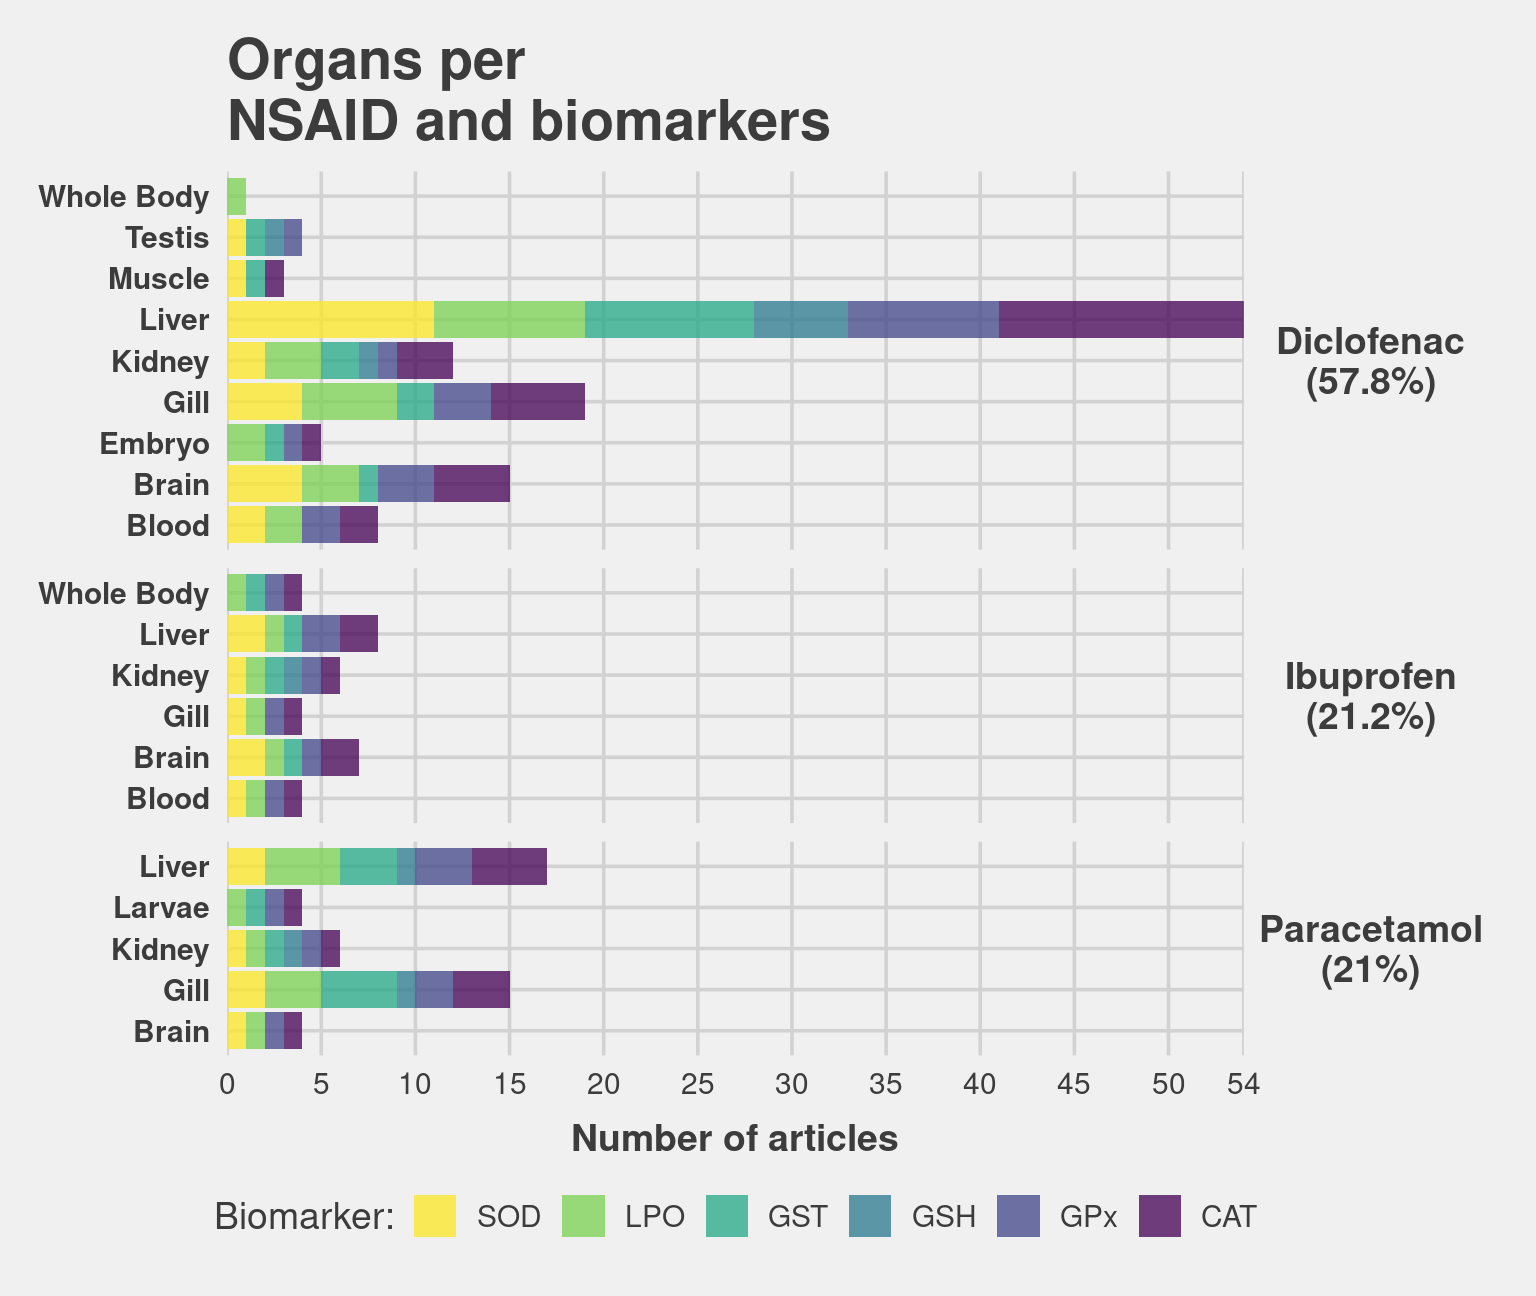 Organs per
NSAID and biomarkers
Whole Body
Testis
Muscle
Liver
Kidney
Gill
Embryo
Brain
Blood
Diclofenac
(57.8%)
Whole Body
Liver
Kidney
Gill
Brain
Blood
Ibuprofen
(21.2%)
Liver
Larvae
Kidney
Gill
Brain
Paracetamol
(21%)
0 5 10 15 20 25 30 35 40 45 50 54
Number of articles
Biomarker: SOD LPO GST GSH GPx CAT